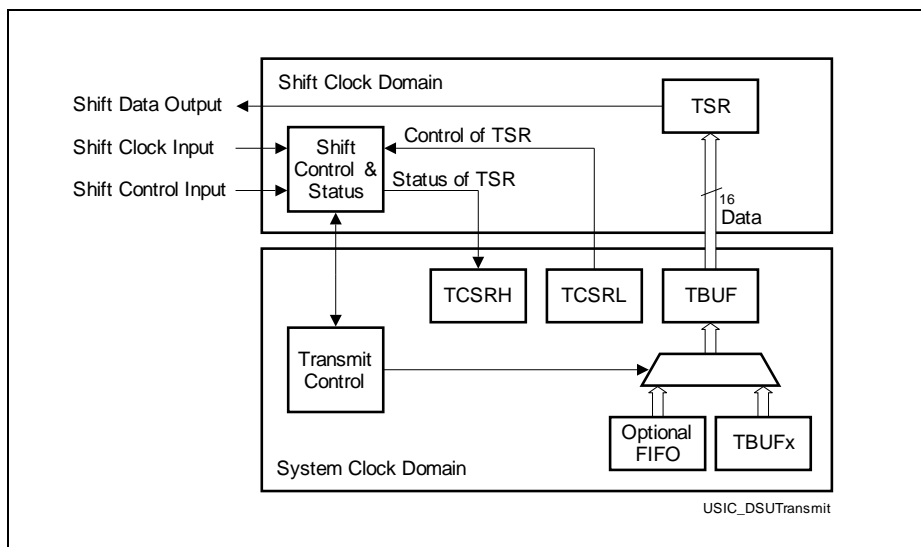 Shift Clock Domain
TSR
Shift Data Output
Shift Clock Input
Shift Control Input
Shift
Control &
Status
Control of TSR
Status of TSR
16
Data
TCSRH
TCSRL
TBUF
Transmit
Control
Optional
FIFO
TBUFx
System Clock Domain
USIC_DSUTransmit